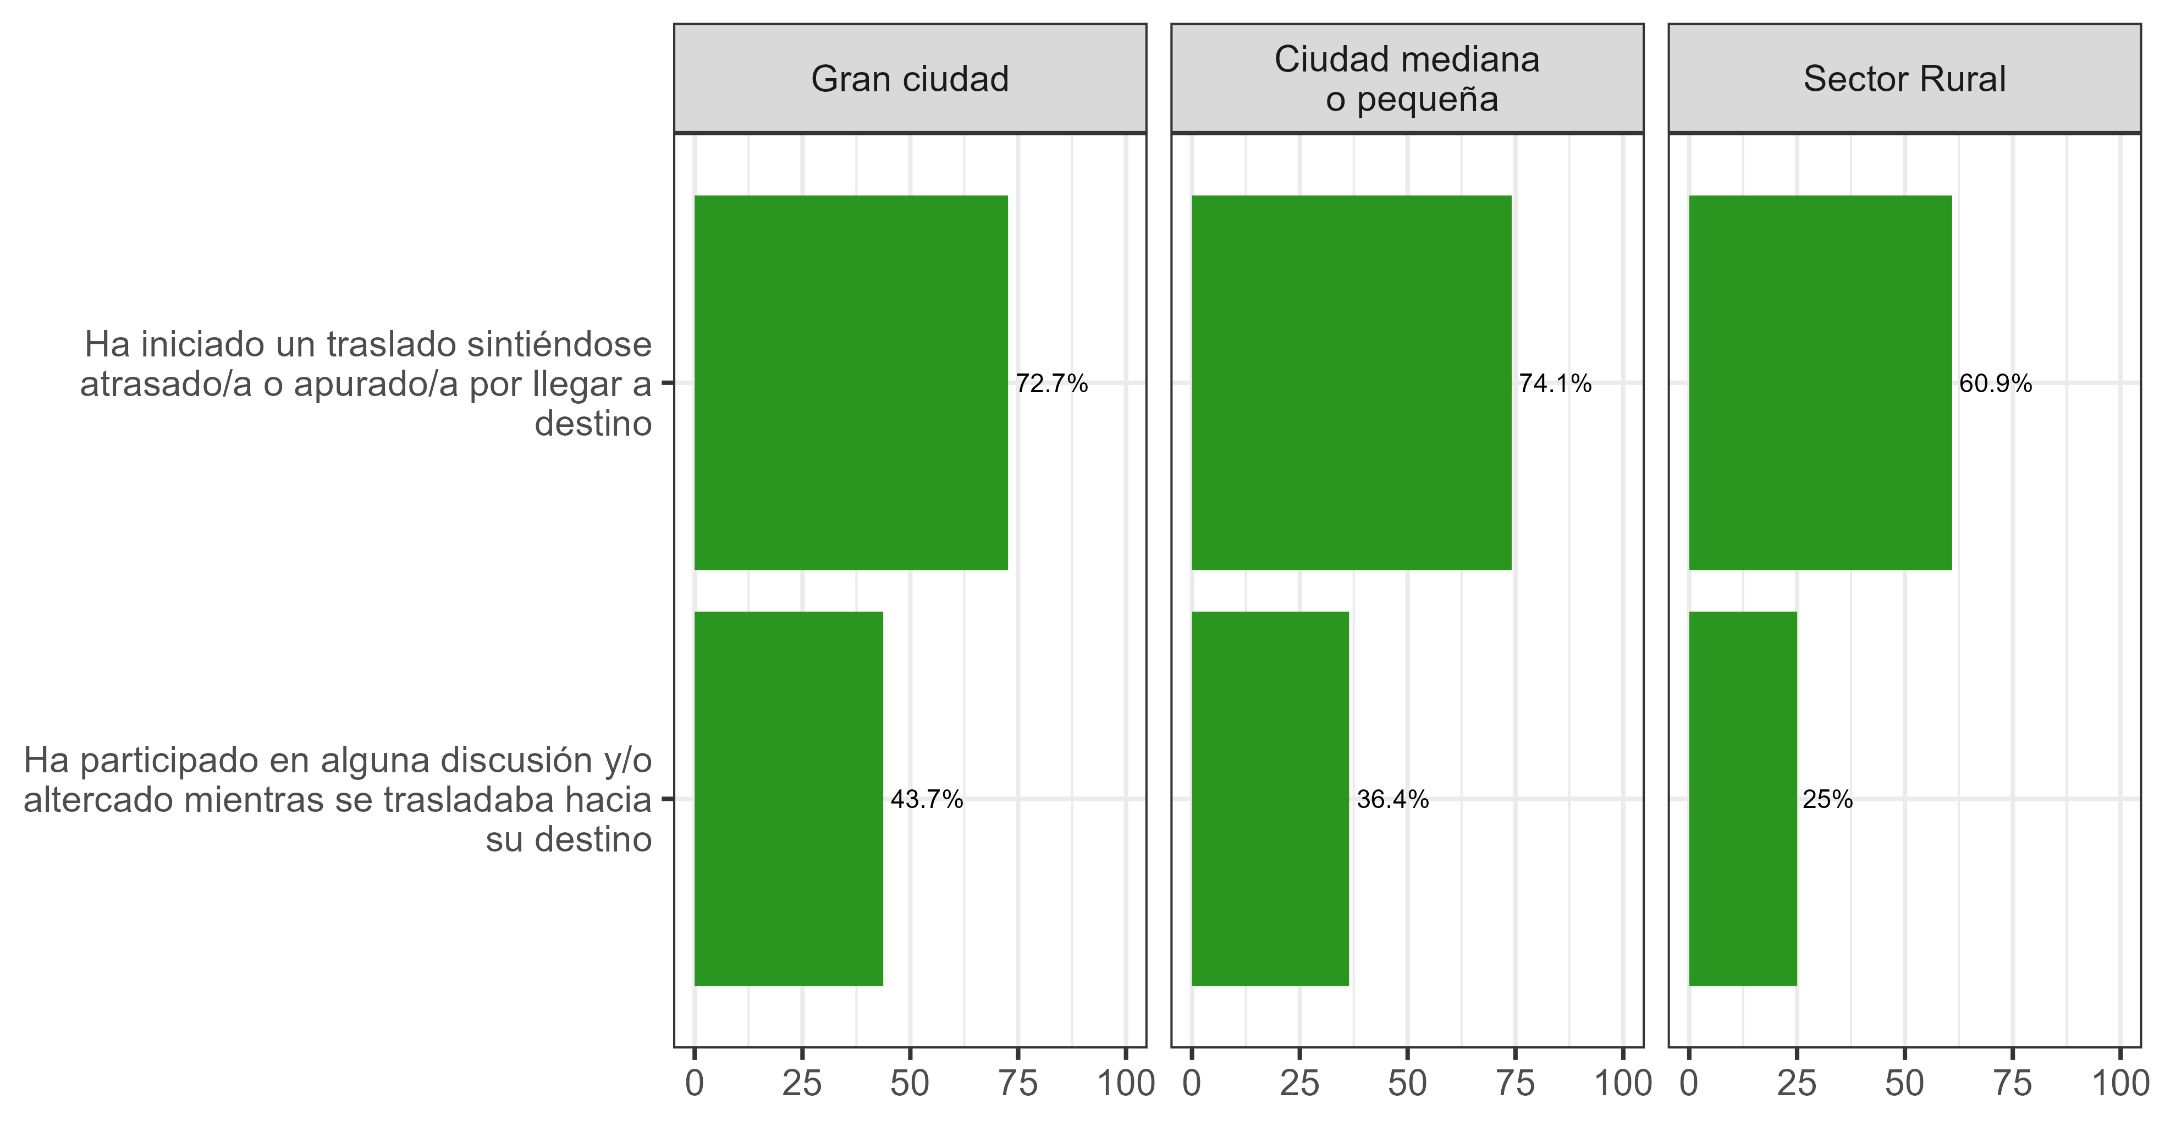 Gran ciudad
Ciudad mediana
o pequeña
Sector Rural
Ha iniciado un traslado sintiéndose
atrasado/a o apurado/a por llegar a
destino
72.7%
74.1%
60.9%
Ha participado en alguna discusión y/o
altercado mientras se trasladaba hacia
su destino
43.7%
36.4%
25%
0 25 50 75 100 0 25 50 75 100 0 25 50 75 100